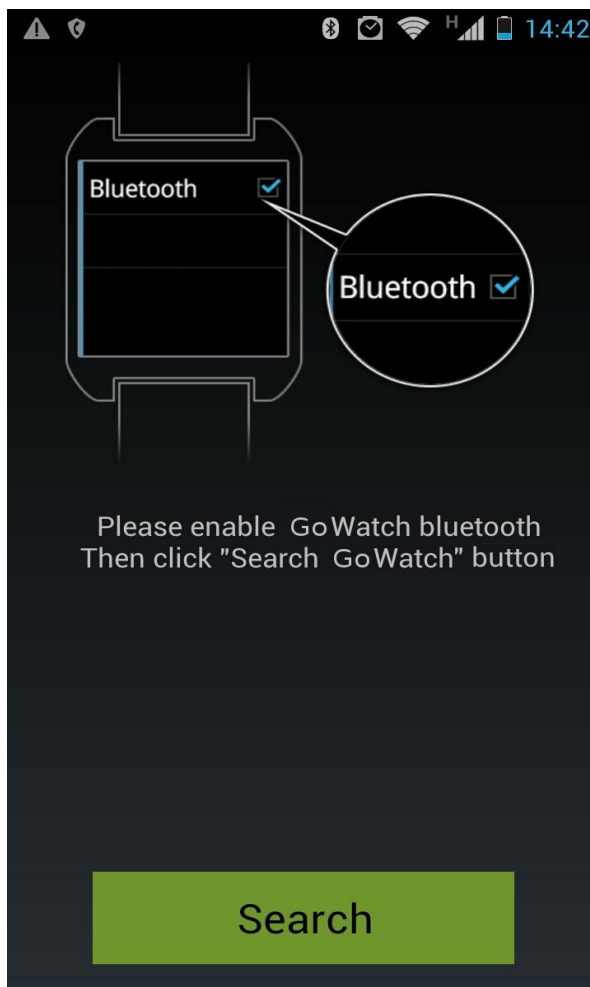 H 14:42
Bluetooth
Bluetooth
Please enable GoWatch bluetooth
Then click "Search GoWatch" button
Search